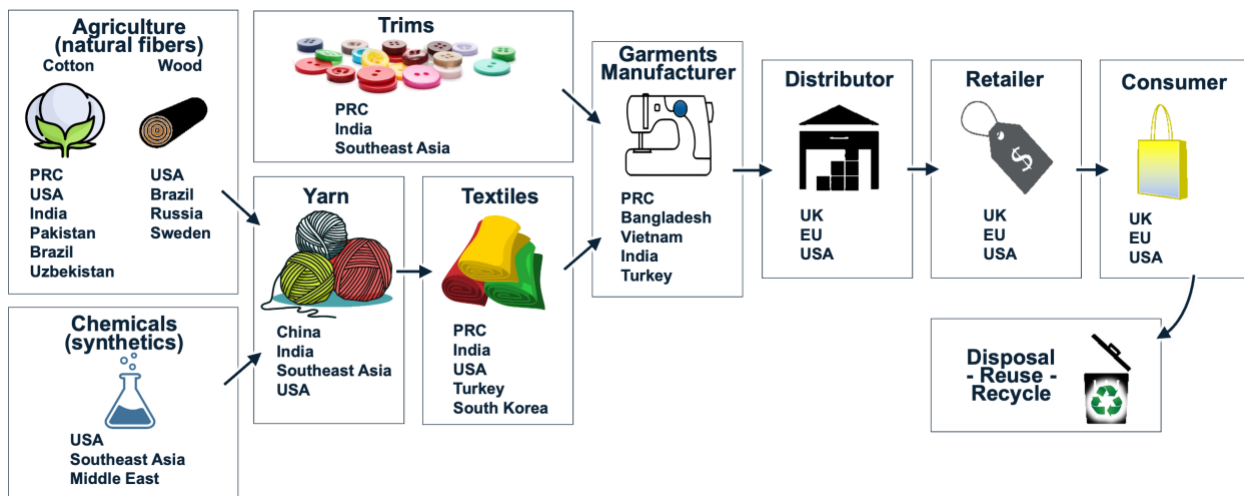 Agriculture
(natural fibers)
Cotton
Wood
PRC
USA
India
Pakistan
Brazil
Uzbekistan
USA
Brazil
Russia
Sweden
Chemicals
(synthetics)
USA
Southeast Asia
Middle East
Trims
PRC
India
Southeast Asia
Yarn
China
India
Southeast Asia
USA
Textiles
PRC
India
USA
Turkey
South Korea
Garments
Manufacturer
PRC
Bangladesh
Vietnam
India
Turkey
Distributor
UK
EU
USA
Retailer
$
UK
EU
USA
Consumer
UK
EU
USA
Disposal
- Reuse -
Recycle